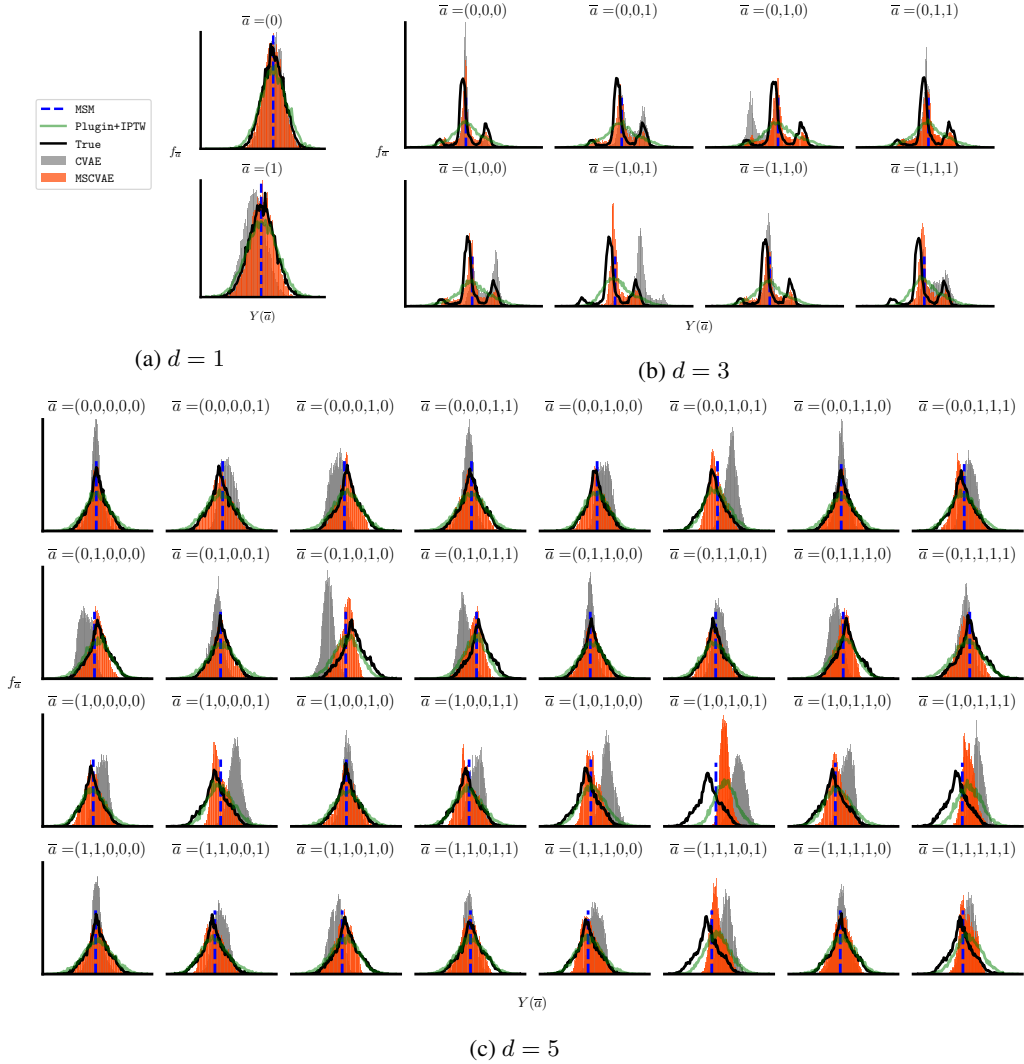 a̅ =(0)
MSM
Plugin+IPTW
True
CVAE
MSCVAE
f_a̅
a̅ =(1)
Y(a̅)
(a) d = 1
a̅ =(0,0,0) a̅ =(0,0,1) a̅ =(0,1,0) a̅ =(0,1,1)
f_a̅
a̅ =(1,0,0) a̅ =(1,0,1) a̅ =(1,1,0) a̅ =(1,1,1)
Y(a̅)
(b) d = 3
a̅ =(0,0,0,0,0) a̅ =(0,0,0,0,1) a̅ =(0,0,0,1,0) a̅ =(0,0,0,1,1) a̅ =(0,0,1,0,0) a̅ =(0,0,1,0,1) a̅ =(0,0,1,1,0) a̅ =(0,0,1,1,1)
a̅ =(0,1,0,0,0) a̅ =(0,1,0,0,1) a̅ =(0,1,0,1,0) a̅ =(0,1,0,1,1) a̅ =(0,1,1,0,0) a̅ =(0,1,1,0,1) a̅ =(0,1,1,1,0) a̅ =(0,1,1,1,1)
f_a̅
a̅ =(1,0,0,0,0) a̅ =(1,0,0,0,1) a̅ =(1,0,0,1,0) a̅ =(1,0,0,1,1) a̅ =(1,0,1,0,0) a̅ =(1,0,1,0,1) a̅ =(1,0,1,1,0) a̅ =(1,0,1,1,1)
a̅ =(1,1,0,0,0) a̅ =(1,1,0,0,1) a̅ =(1,1,0,1,0) a̅ =(1,1,0,1,1) a̅ =(1,1,1,0,0) a̅ =(1,1,1,0,1) a̅ =(1,1,1,1,0) a̅ =(1,1,1,1,1)
Y(a̅)
(c) d = 5